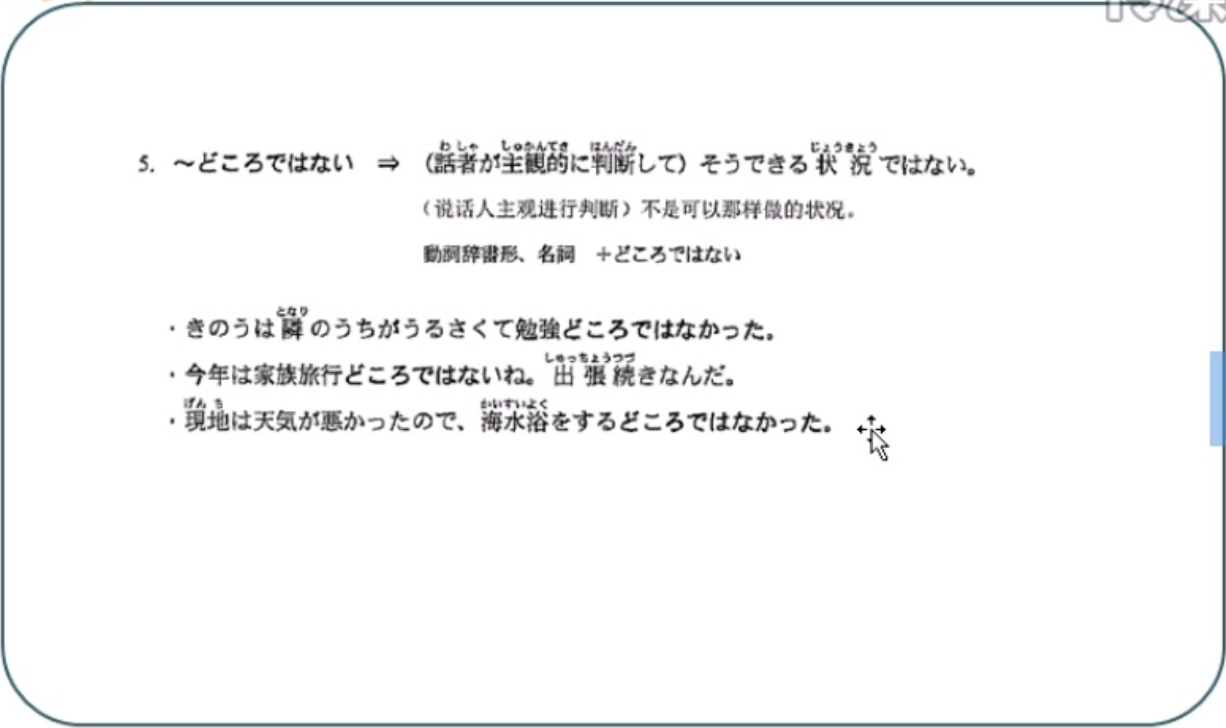 5. ～どころではない ⇒ （話者が主観的に判断して）そうできる状況ではない。
（说话人主观进行判断）不是可以那样做的状况。
動詞辞書形、名詞 ＋どころではない
・きのうは隣のうちがうるさくて勉強どころではなかった。
・今年は家族旅行どころではないね。出張続きなんだ。
・現地は天気が悪かったので、海水浴をするどころではなかった。